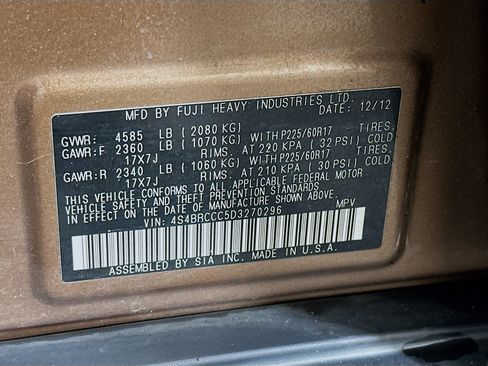 MFD BY FUJI HEAVY INDUSTRIES LTD. DATE: 12/12
GVWR: 4585 LB (2080 KG)
GAWR:F 2360 LB (1070 KG) WITH P225/60R17 TIRES.
17X7J RIMS. AT 220 KPA (32 PSI) COLD
GAWR:R 2340 LB (1060 KG) WITH P225/60R17 TIRES.
17X7J RIMS. AT 210 KPA (30 PSI) COLD
THIS VEHICLE CONFORMS TO ALL APPLICABLE FEDERAL MOTOR
VEHICLE SAFETY AND THEFT PREVENTION STANDARDS
IN EFFECT ON THE DATE OF MANUFACTURE SHOWN ABOVE.
VIN: 4S4BRCCC5D3270296 MPV
ASSEMBLED BY SIA INC. MADE IN U.S.A.